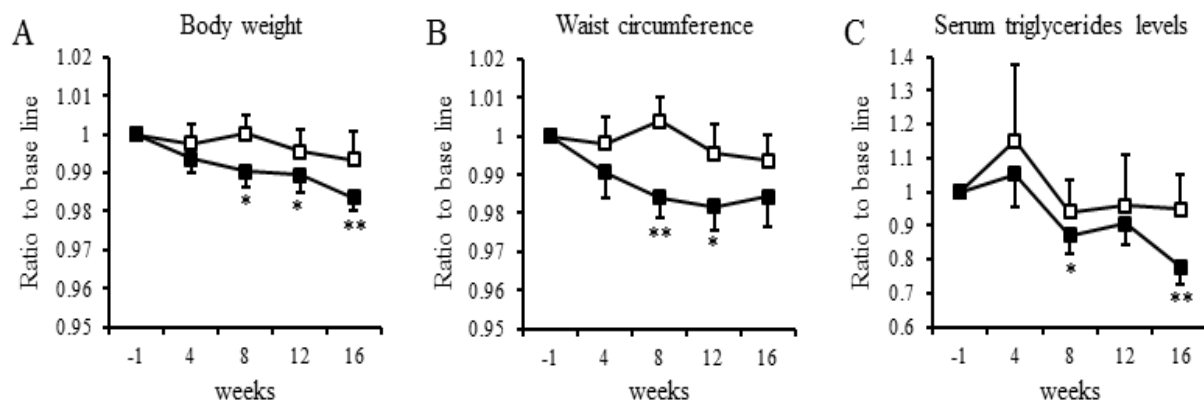 A
Body weight
1.02
1.01
1
0.99
0.98
0.97
0.96
0.95
Ratio to base line
*
*
**
-1 4 8 12 16
weeks
B
Waist circumference
1.02
1.01
1
0.99
0.98
0.97
0.96
0.95
Ratio to base line
**
*
-1 4 8 12 16
weeks
C
Serum triglycerides levels
1.4
1.3
1.2
1.1
1
0.9
0.8
0.7
0.6
Ratio to base line
*
**
-1 4 8 12 16
weeks